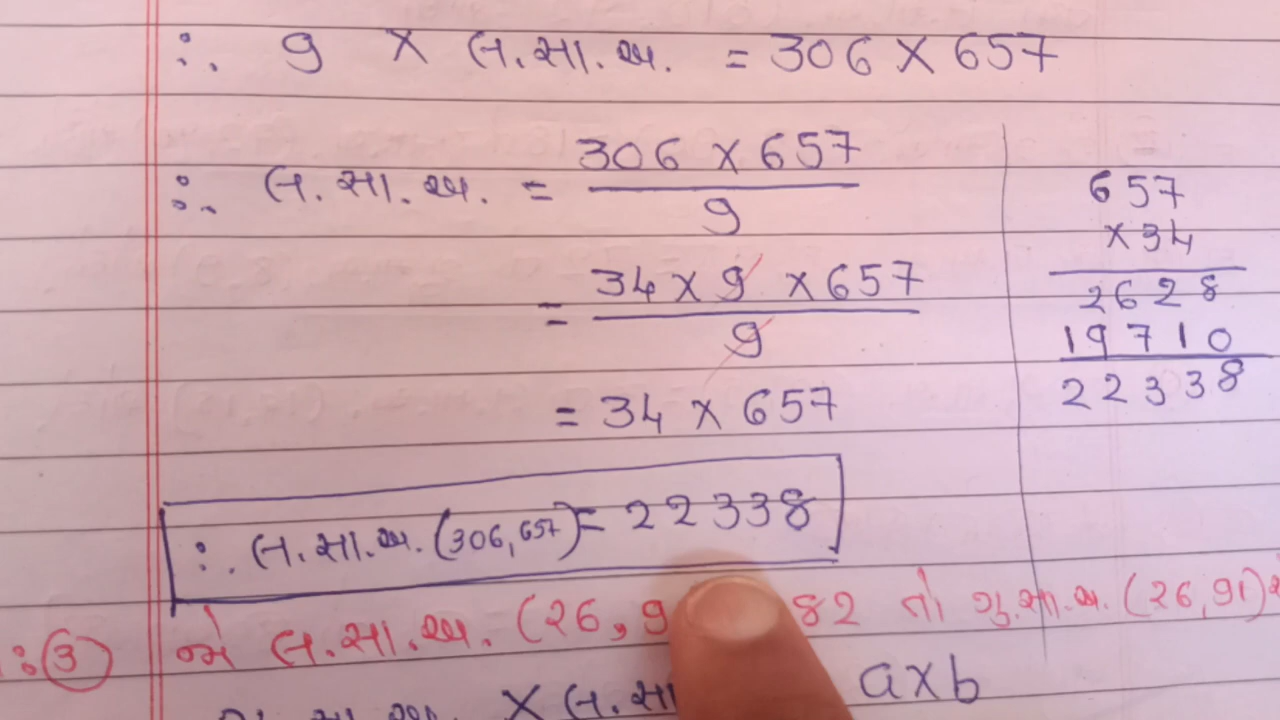 ∴ 9 × લ.સા.અ. = 306 × 657
∴ લ.સા.અ. = 306 × 657 / 9
= 34 × 9 × 657 / 9
= 34 × 657
∴ લ.સા.અ. (306, 657) = 22338
657
×34
2628
19710
22338
:③ જો લ.સા.અ. (26, 9 82 તો ગુ.સા.અ. (26, 91)
× લ.સા a×b